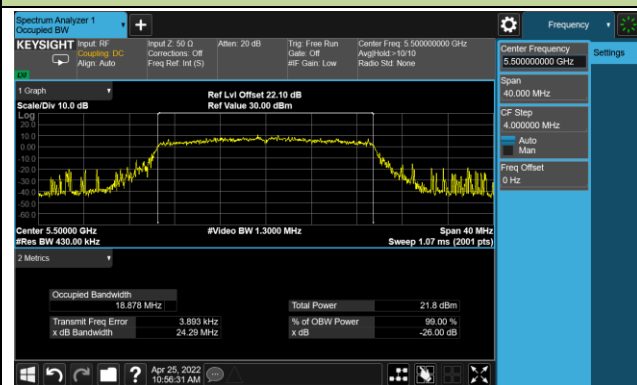 Spectrum Analyzer 1
Occupied BW
+
Frequency
KEYSIGHT
Input: RF
Coupling: DC
Align: Auto
Input Z: 50 Ω
Corrections: Off
Freq Ref: Int (S)
Atten: 20 dB
Trig: Free Run
Gate: Off
#IF Gain: Low
Center Freq: 5.500000000 GHz
Avg|Hold:>10/10
Radio Std: None
Center Frequency
5.500000000 GHz
Settings
Span
40.000 MHz
CF Step
4.000000 MHz
Auto
Man
Freq Offset
0 Hz
1 Graph
Scale/Div 10.0 dB
Ref Lvl Offset 22.10 dB
Ref Value 30.00 dBm
Log
20.0
10.0
0.00
-10.0
-20.0
-30.0
-40.0
-50.0
-60.0
Center 5.50000 GHz
#Res BW 430.00 kHz
#Video BW 1.3000 MHz
Span 40 MHz
Sweep 1.07 ms (2001 pts)
2 Metrics
Occupied Bandwidth
18.878 MHz
Total Power 21.8 dBm
Transmit Freq Error 3.893 kHz
% of OBW Power 99.00 %
x dB Bandwidth 24.29 MHz
x dB -26.00 dB
?
Apr 25, 2022
10:56:31 AM